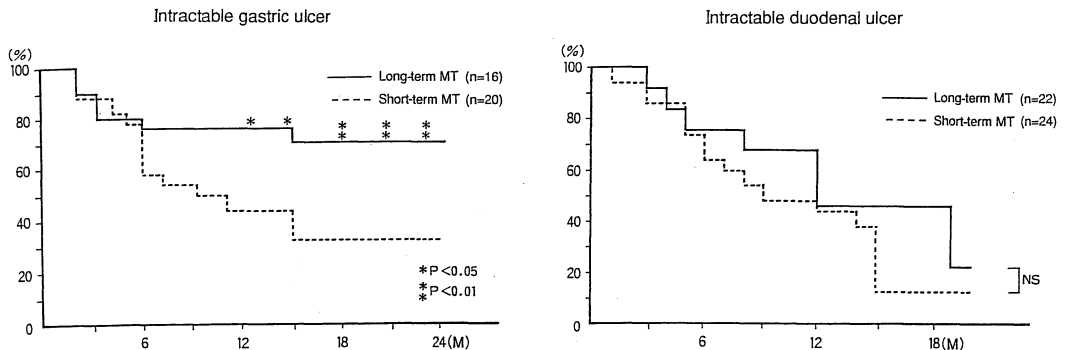 Intractable gastric ulcer
(%)
100
80
60
40
20
0
Long-term MT (n=16)
Short-term MT (n=20)
* *
* * *
* * *
*P<0.05
*
*P<0.01
6 12 18 24(M)
Intractable duodenal ulcer
(%)
100
80
60
40
20
0
Long-term MT (n=22)
Short-term MT (n=24)
NS
6 12 18(M)